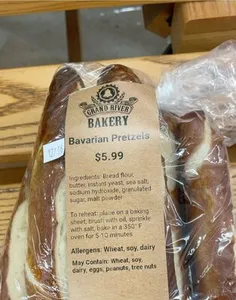 GRAND RIVER
BAKERY
Bavarian Pretzels
$5.99
Ingredients: Bread flour,
butter, instant yeast, sea salt,
sodium hydroxide, granulated
sugar, malt powder
To reheat, place on a baking
sheet, brush with oil, sprinkle
with salt, bake in a 350°F
oven for 5-10 minutes
Allergens: Wheat, soy, dairy
May Contain: Wheat, soy,
dairy, eggs, peanuts, tree nuts